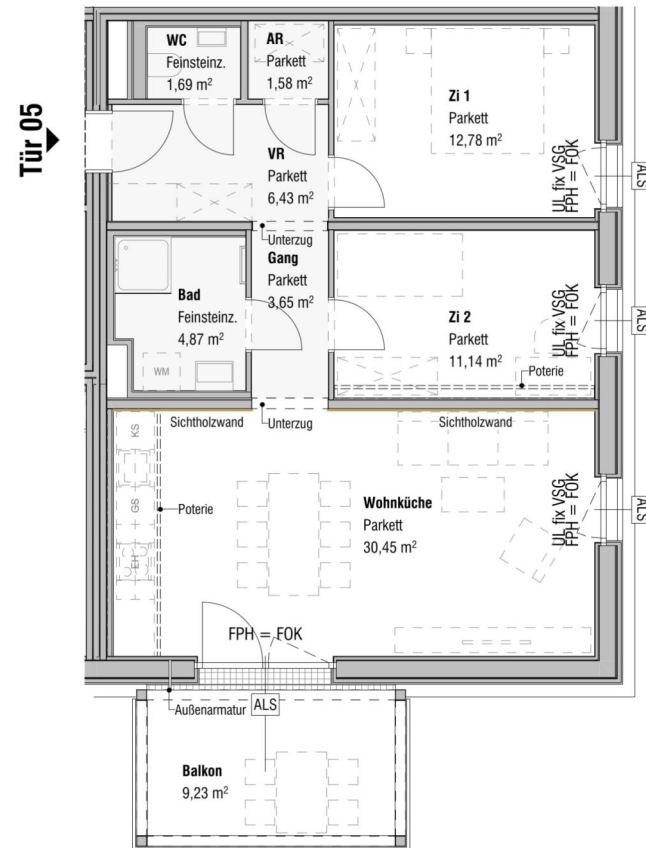 Tür 05
WC
Feinsteinz.
1,69 m²
AR
Parkett
1,58 m²
Zi 1
Parkett
12,78 m²
VR
Parkett
6,43 m²
UL fix VSG
FPH = FOK
ALS
Unterzug
Gang
Parkett
3,65 m²
Bad
Feinsteinz.
4,87 m²
WM
Zi 2
Parkett
11,14 m²
UL fix VSG
FPH = FOK
ALS
Poterie
Sichtholzwand
Unterzug
Sichtholzwand
KS
GS
EH
Poterie
Wohnküche
Parkett
30,45 m²
UL fix VSG
FPH = FOK
ALS
FPH = FOK
Außenarmatur
ALS
Balkon
9,23 m²